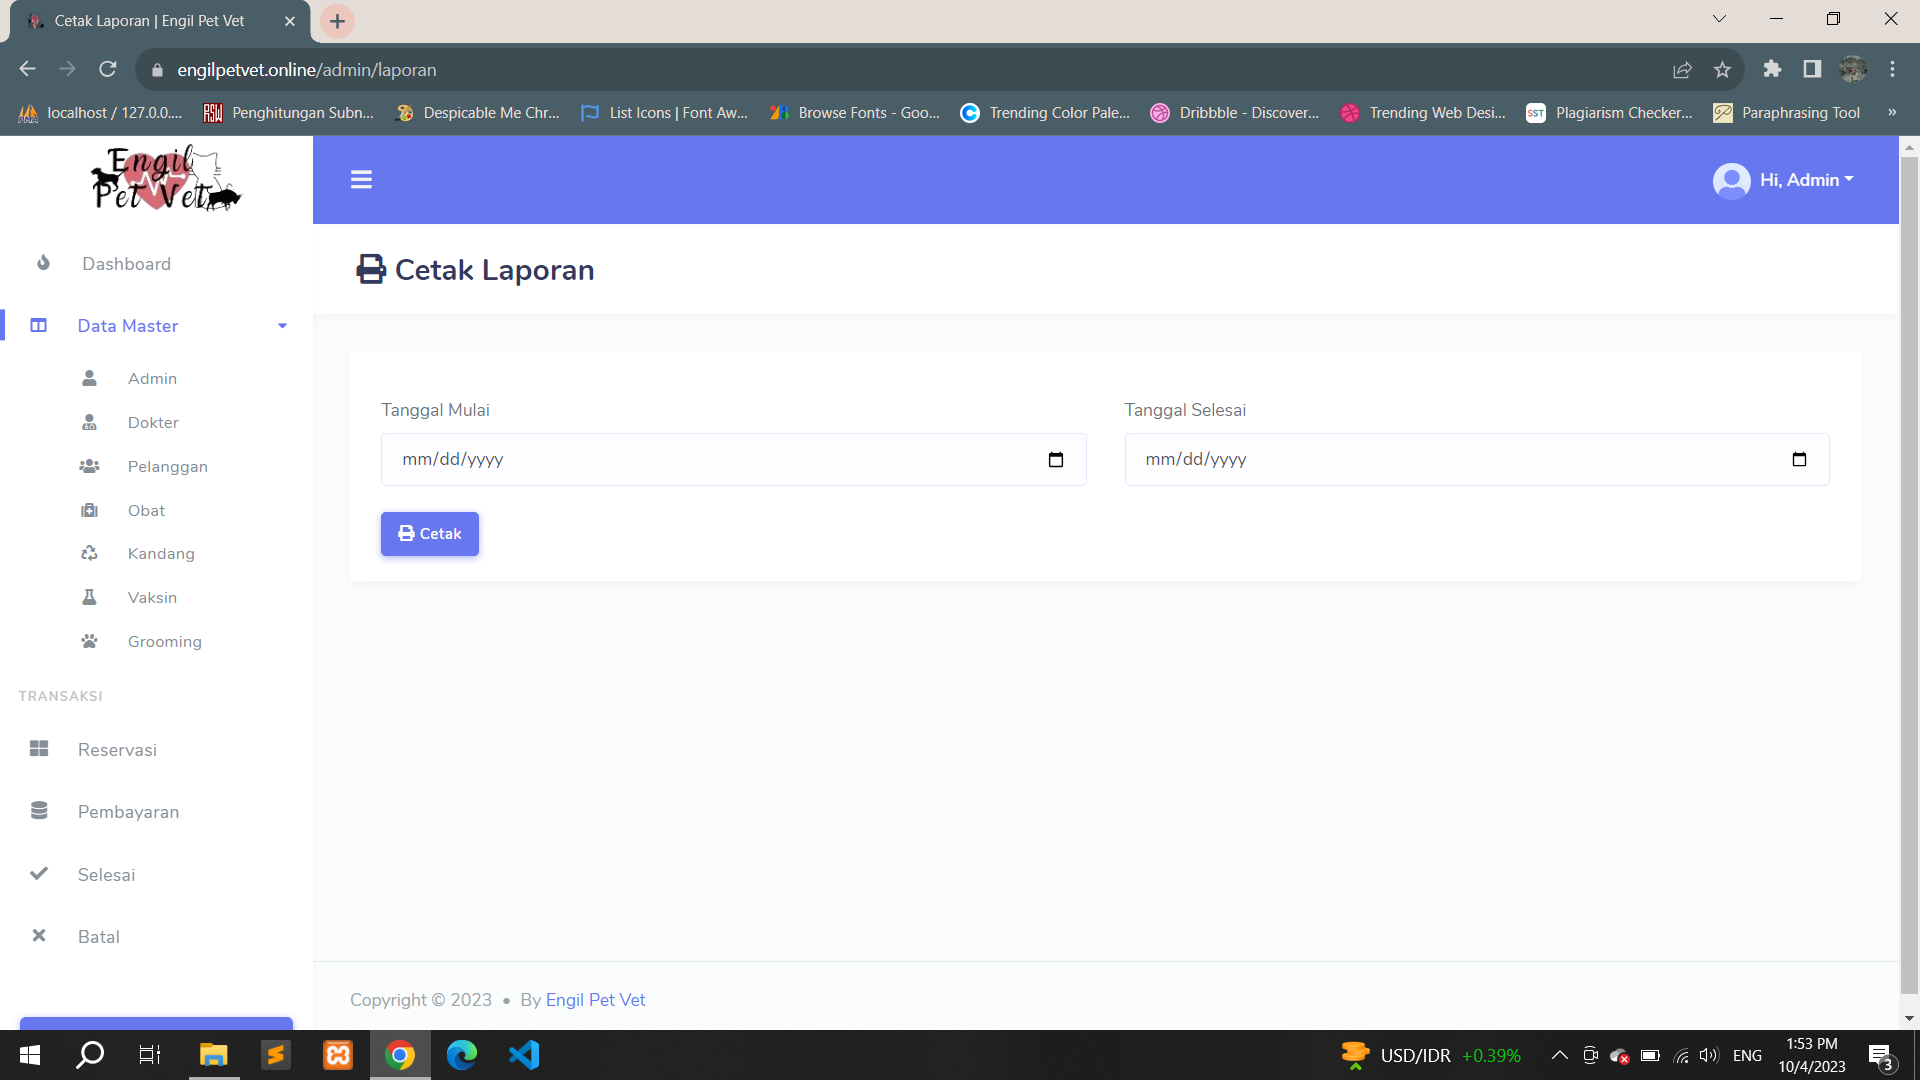 Cetak Laporan | Engil Pet Vet
engilpetvet.online/admin/laporan
localhost / 127.0.0....
RSW
Penghitungan Subn...
Despicable Me Chr...
List Icons | Font Aw...
Browse Fonts - Goo...
Trending Color Pale...
Dribbble - Discover...
Trending Web Desi...
SST
Plagiarism Checker...
Paraphrasing Tool
»
Engil
Pet Vet
Hi, Admin
Cetak Laporan
Dashboard
Data Master
Admin
Dokter
Pelanggan
Obat
Kandang
Vaksin
Grooming
TRANSAKSI
Reservasi
Pembayaran
Selesai
Batal
Tanggal Mulai
mm/dd/yyyy
Tanggal Selesai
mm/dd/yyyy
Cetak
Copyright © 2023 • By Engil Pet Vet
USD/IDR +0.39%
ENG
1:53 PM
10/4/2023
3